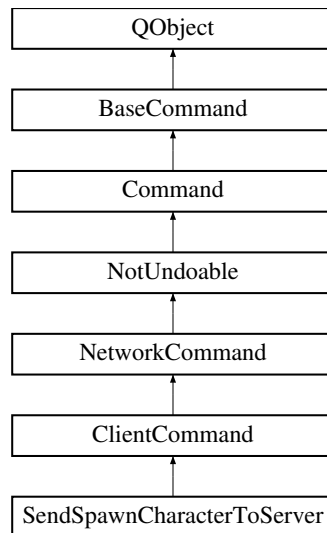 QObject
BaseCommand
Command
NotUndoable
NetworkCommand
ClientCommand
SendSpawnCharacterToServer